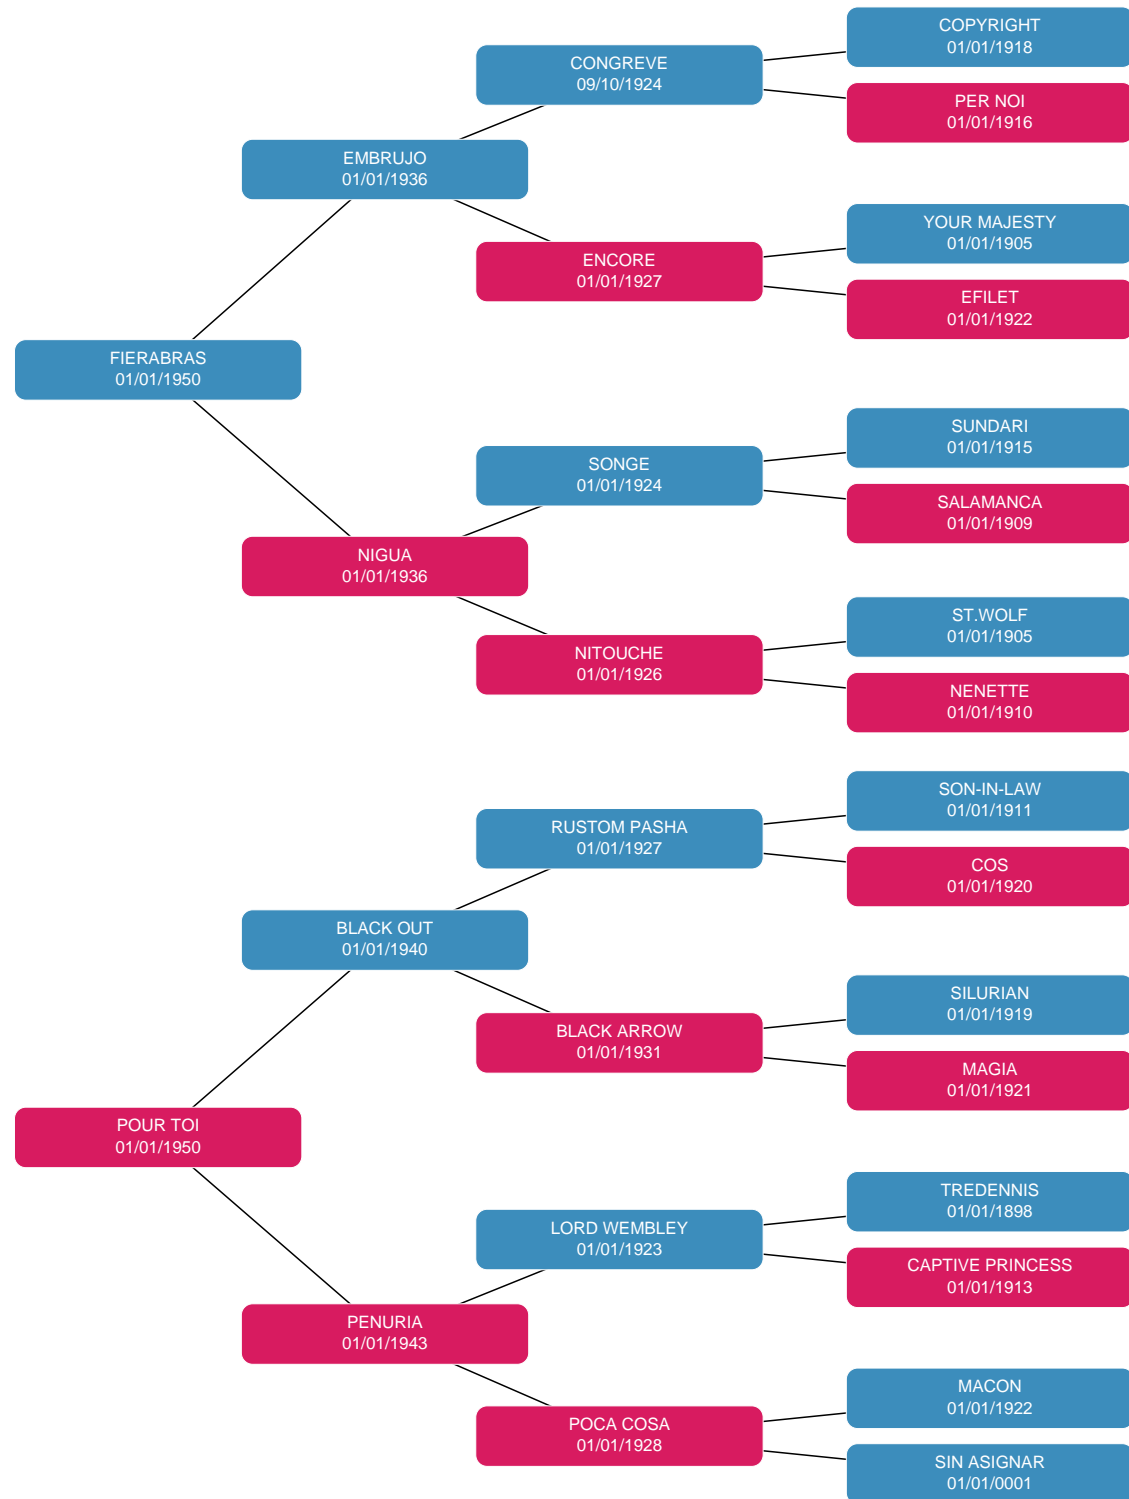 COPYRIGHT
01/01/1918
CONGREVE
09/10/1924
PER NOI
01/01/1916
EMBRUJO
01/01/1936
YOUR MAJESTY
01/01/1905
ENCORE
01/01/1927
EFILET
01/01/1922
FIERABRAS
01/01/1950
SUNDARI
01/01/1915
SONGE
01/01/1924
SALAMANCA
01/01/1909
NIGUA
01/01/1936
ST.WOLF
01/01/1905
NITOUCHE
01/01/1926
NENETTE
01/01/1910
SON-IN-LAW
01/01/1911
RUSTOM PASHA
01/01/1927
COS
01/01/1920
BLACK OUT
01/01/1940
SILURIAN
01/01/1919
BLACK ARROW
01/01/1931
MAGIA
01/01/1921
POUR TOI
01/01/1950
TREDENNIS
01/01/1898
LORD WEMBLEY
01/01/1923
CAPTIVE PRINCESS
01/01/1913
PENURIA
01/01/1943
MACON
01/01/1922
POCA COSA
01/01/1928
SIN ASIGNAR
01/01/0001